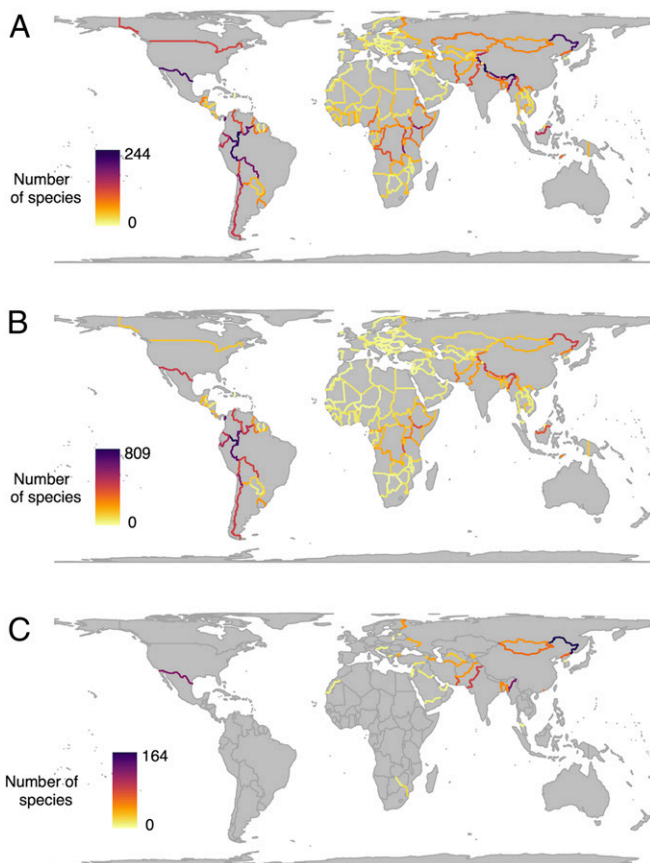 A
244
Number
of species
0
B
809
Number
of species
0
C
164
Number of
species
0